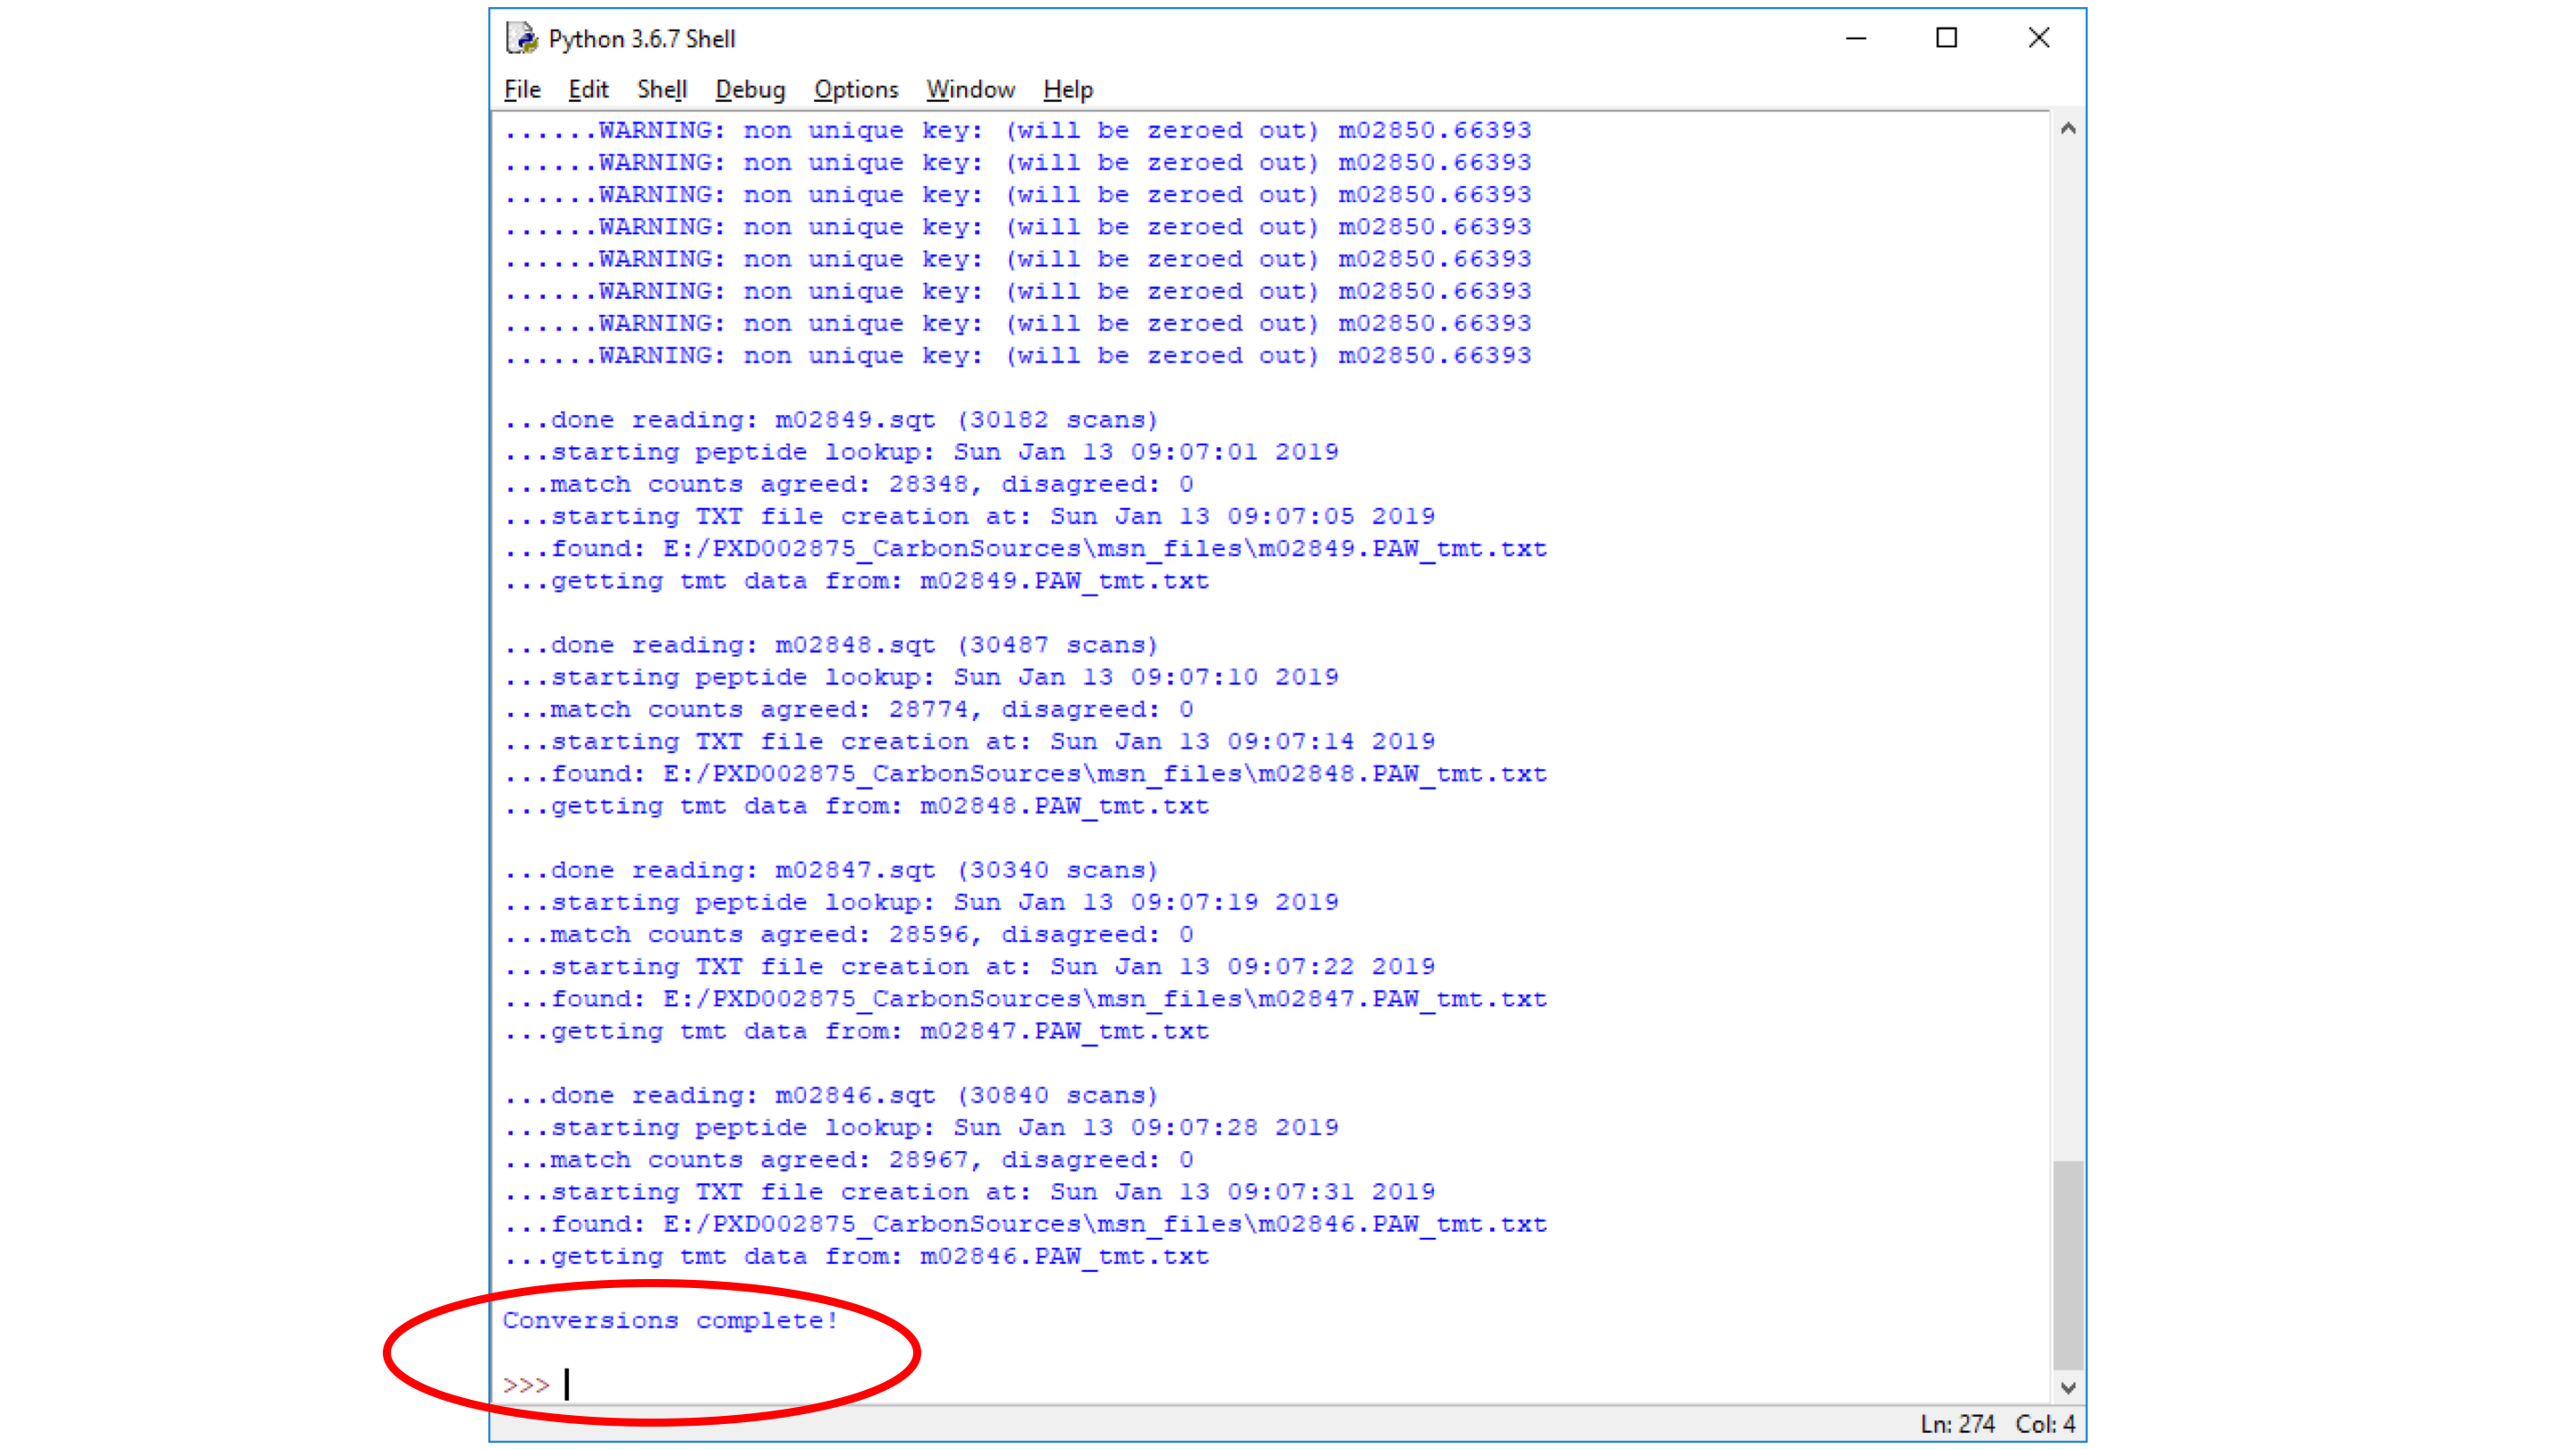 Python 3.6.7 Shell
File Edit Shell Debug Options Window Help
......WARNING: non unique key: (will be zeroed out) m02850.66393
......WARNING: non unique key: (will be zeroed out) m02850.66393
......WARNING: non unique key: (will be zeroed out) m02850.66393
......WARNING: non unique key: (will be zeroed out) m02850.66393
......WARNING: non unique key: (will be zeroed out) m02850.66393
......WARNING: non unique key: (will be zeroed out) m02850.66393
......WARNING: non unique key: (will be zeroed out) m02850.66393
......WARNING: non unique key: (will be zeroed out) m02850.66393
...done reading: m02849.sqt (30182 scans)
...starting peptide lookup: Sun Jan 13 09:07:01 2019
...match counts agreed: 28348, disagreed: 0
...starting TXT file creation at: Sun Jan 13 09:07:05 2019
...found: E:/PXD002875_CarbonSources\msn_files\m02849.PAW_tmt.txt
...getting tmt data from: m02849.PAW_tmt.txt
...done reading: m02848.sqt (30487 scans)
...starting peptide lookup: Sun Jan 13 09:07:10 2019
...match counts agreed: 28774, disagreed: 0
...starting TXT file creation at: Sun Jan 13 09:07:14 2019
...found: E:/PXD002875_CarbonSources\msn_files\m02848.PAW_tmt.txt
...getting tmt data from: m02848.PAW_tmt.txt
...done reading: m02847.sqt (30340 scans)
...starting peptide lookup: Sun Jan 13 09:07:19 2019
...match counts agreed: 28596, disagreed: 0
...starting TXT file creation at: Sun Jan 13 09:07:22 2019
...found: E:/PXD002875_CarbonSources\msn_files\m02847.PAW_tmt.txt
...getting tmt data from: m02847.PAW_tmt.txt
...done reading: m02846.sqt (30840 scans)
...starting peptide lookup: Sun Jan 13 09:07:28 2019
...match counts agreed: 28967, disagreed: 0
...starting TXT file creation at: Sun Jan 13 09:07:31 2019
...found: E:/PXD002875_CarbonSources\msn_files\m02846.PAW_tmt.txt
...getting tmt data from: m02846.PAW_tmt.txt
Conversions complete!
>>>
Ln: 274 Col: 4